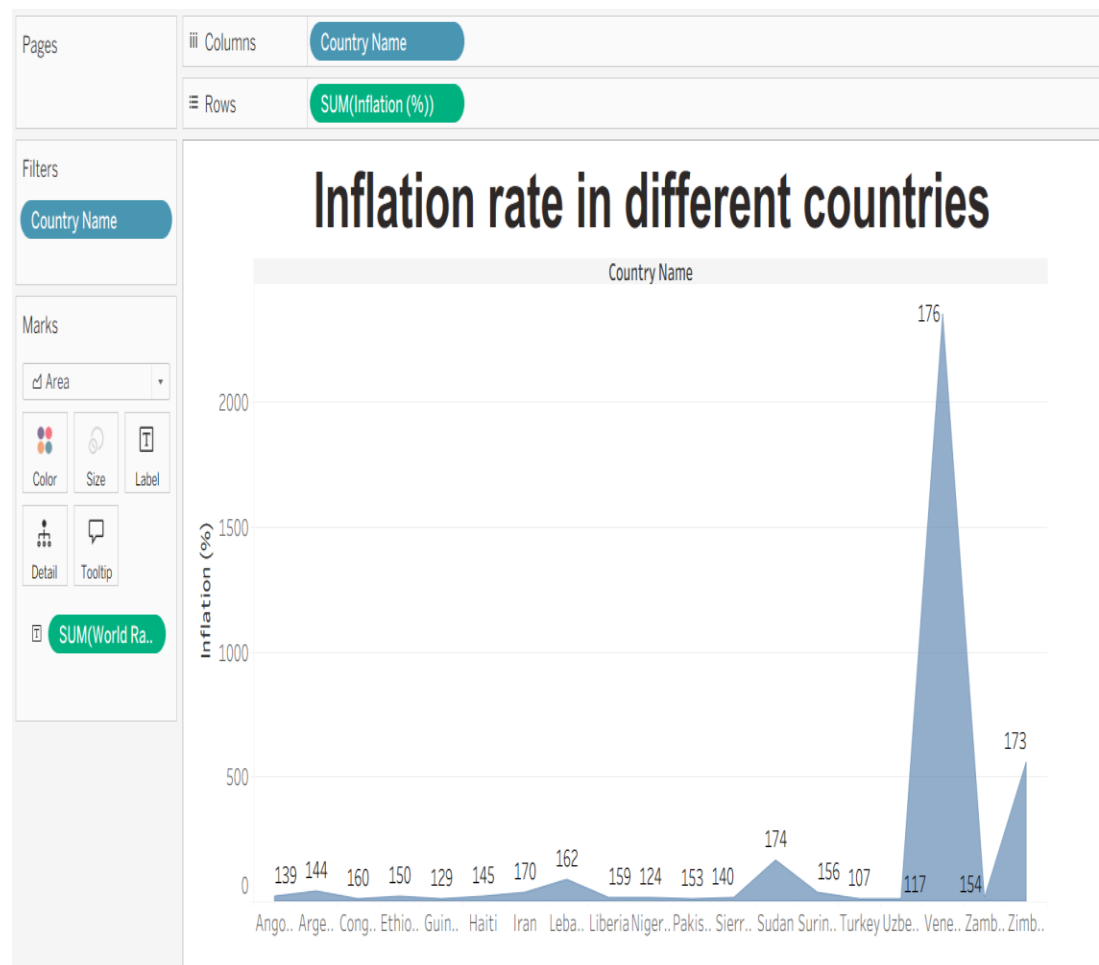 Pages
Columns
Country Name
Rows
SUM(Inflation (%))
Filters
Country Name
Marks
Area
Color
Size
Label
Detail
Tooltip
SUM(World Ra..
Inflation rate in different countries
Country Name
Inflation (%)
2000
1500
1000
500
0
139 144 160 150 129 145 170 162 159 124 153 140 174 156 107 117 176 154 173
Ango.. Arge.. Cong.. Ethio.. Guin.. Haiti Iran Leba.. Liberia Niger.. Pakis.. Sierr.. Sudan Surin.. Turkey Uzbe.. Vene.. Zamb.. Zimb..